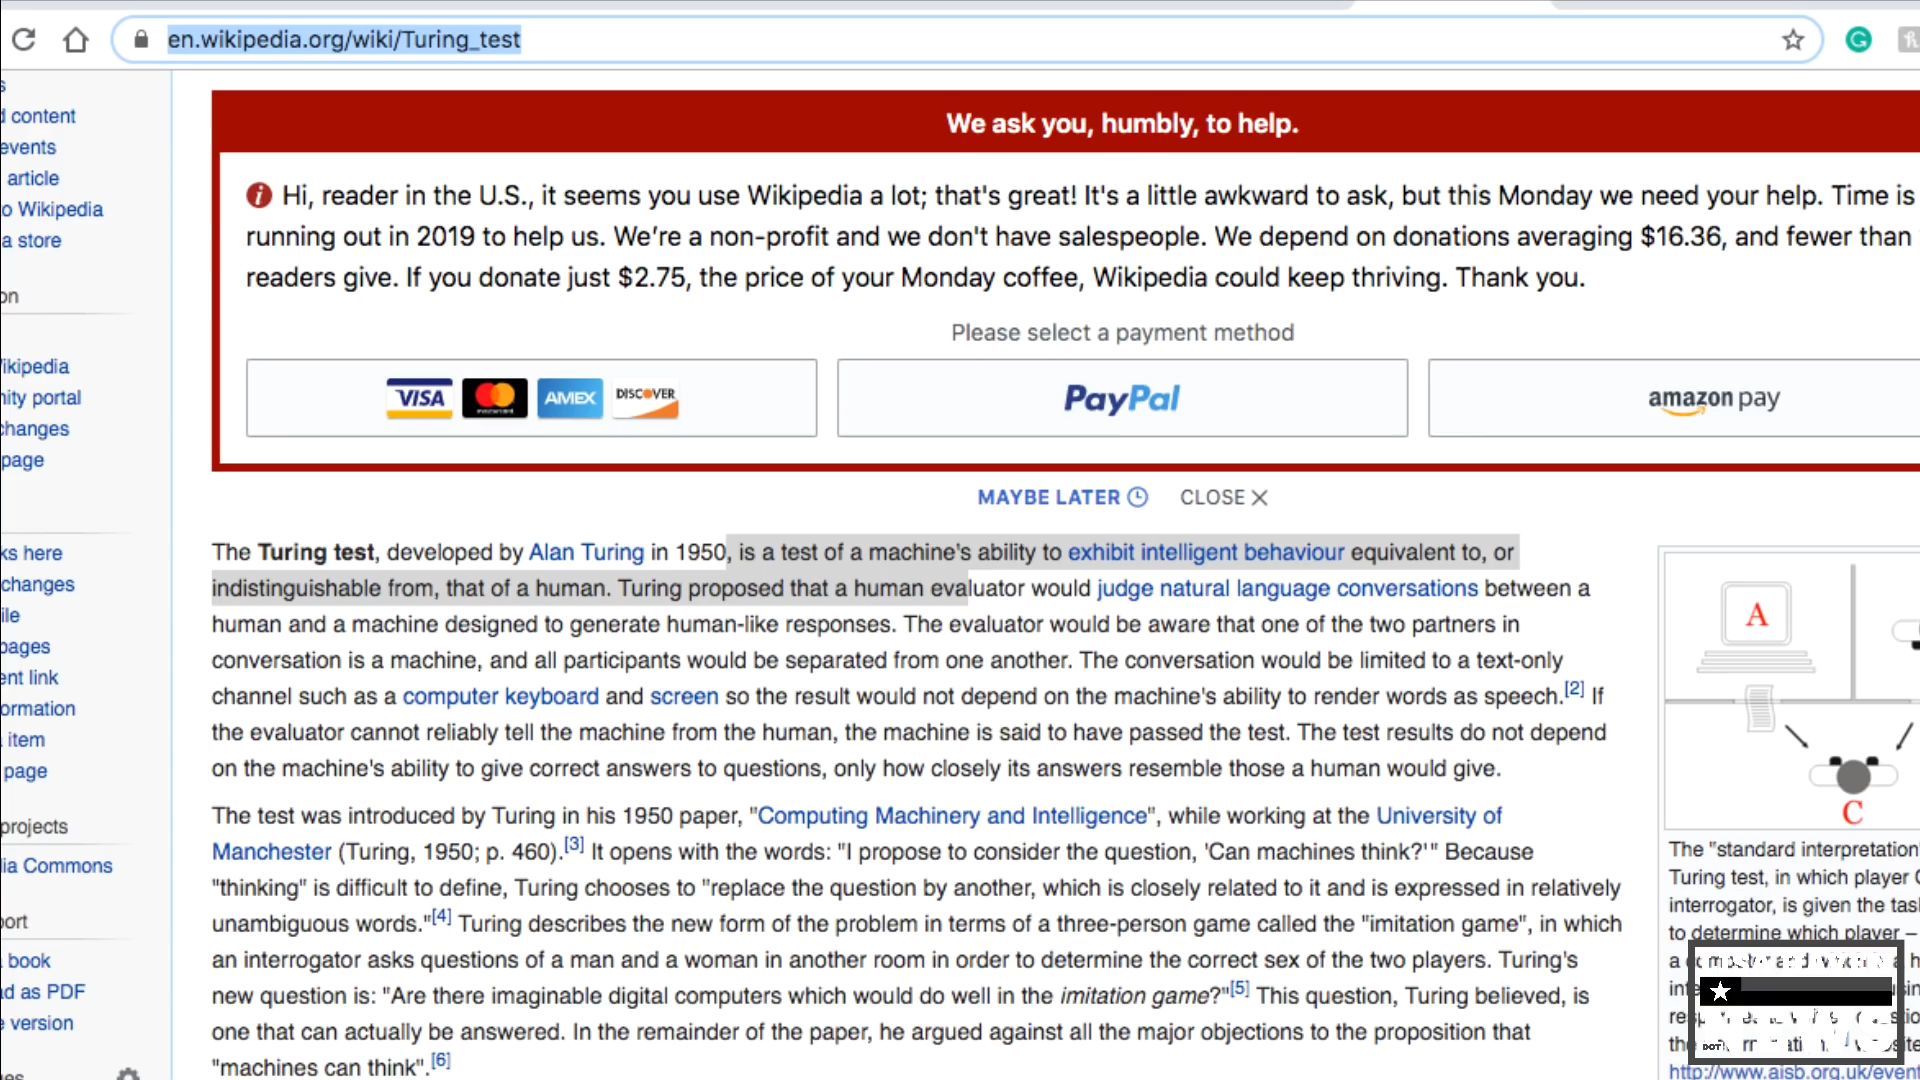 en.wikipedia.org/wiki/Turing_test
content
events
article
o Wikipedia
a store
on
ikipedia
nity portal
changes
page
ks here
changes
ile
pages
ent link
ormation
item
page
projects
ia Commons
ort
book
ad as PDF
e version
We ask you, humbly, to help.
Hi, reader in the U.S., it seems you use Wikipedia a lot; that's great! It's a little awkward to ask, but this Monday we need your help. Time is
running out in 2019 to help us. We're a non-profit and we don't have salespeople. We depend on donations averaging $16.36, and fewer than
readers give. If you donate just $2.75, the price of your Monday coffee, Wikipedia could keep thriving. Thank you.
Please select a payment method
VISA mastercard AMEX DISCOVER
PayPal
amazon pay
MAYBE LATER CLOSE
The Turing test, developed by Alan Turing in 1950, is a test of a machine's ability to exhibit intelligent behaviour equivalent to, or
indistinguishable from, that of a human. Turing proposed that a human evaluator would judge natural language conversations between a
human and a machine designed to generate human-like responses. The evaluator would be aware that one of the two partners in
conversation is a machine, and all participants would be separated from one another. The conversation would be limited to a text-only
channel such as a computer keyboard and screen so the result would not depend on the machine's ability to render words as speech.[2] If
the evaluator cannot reliably tell the machine from the human, the machine is said to have passed the test. The test results do not depend
on the machine's ability to give correct answers to questions, only how closely its answers resemble those a human would give.
The test was introduced by Turing in his 1950 paper, "Computing Machinery and Intelligence", while working at the University of
Manchester (Turing, 1950; p. 460).[3] It opens with the words: "I propose to consider the question, 'Can machines think?'" Because
"thinking" is difficult to define, Turing chooses to "replace the question by another, which is closely related to it and is expressed in relatively
unambiguous words."[4] Turing describes the new form of the problem in terms of a three-person game called the "imitation game", in which
an interrogator asks questions of a man and a woman in another room in order to determine the correct sex of the two players. Turing's
new question is: "Are there imaginable digital computers which would do well in the imitation game?"[5] This question, Turing believed, is
one that can actually be answered. In the remainder of the paper, he argued against all the major objections to the proposition that
"machines can think".[6]
A
C
The "standard interpretation"
Turing test, in which player C
interrogator, is given the task
to determine which player –
http://www.aisb.org.uk/event